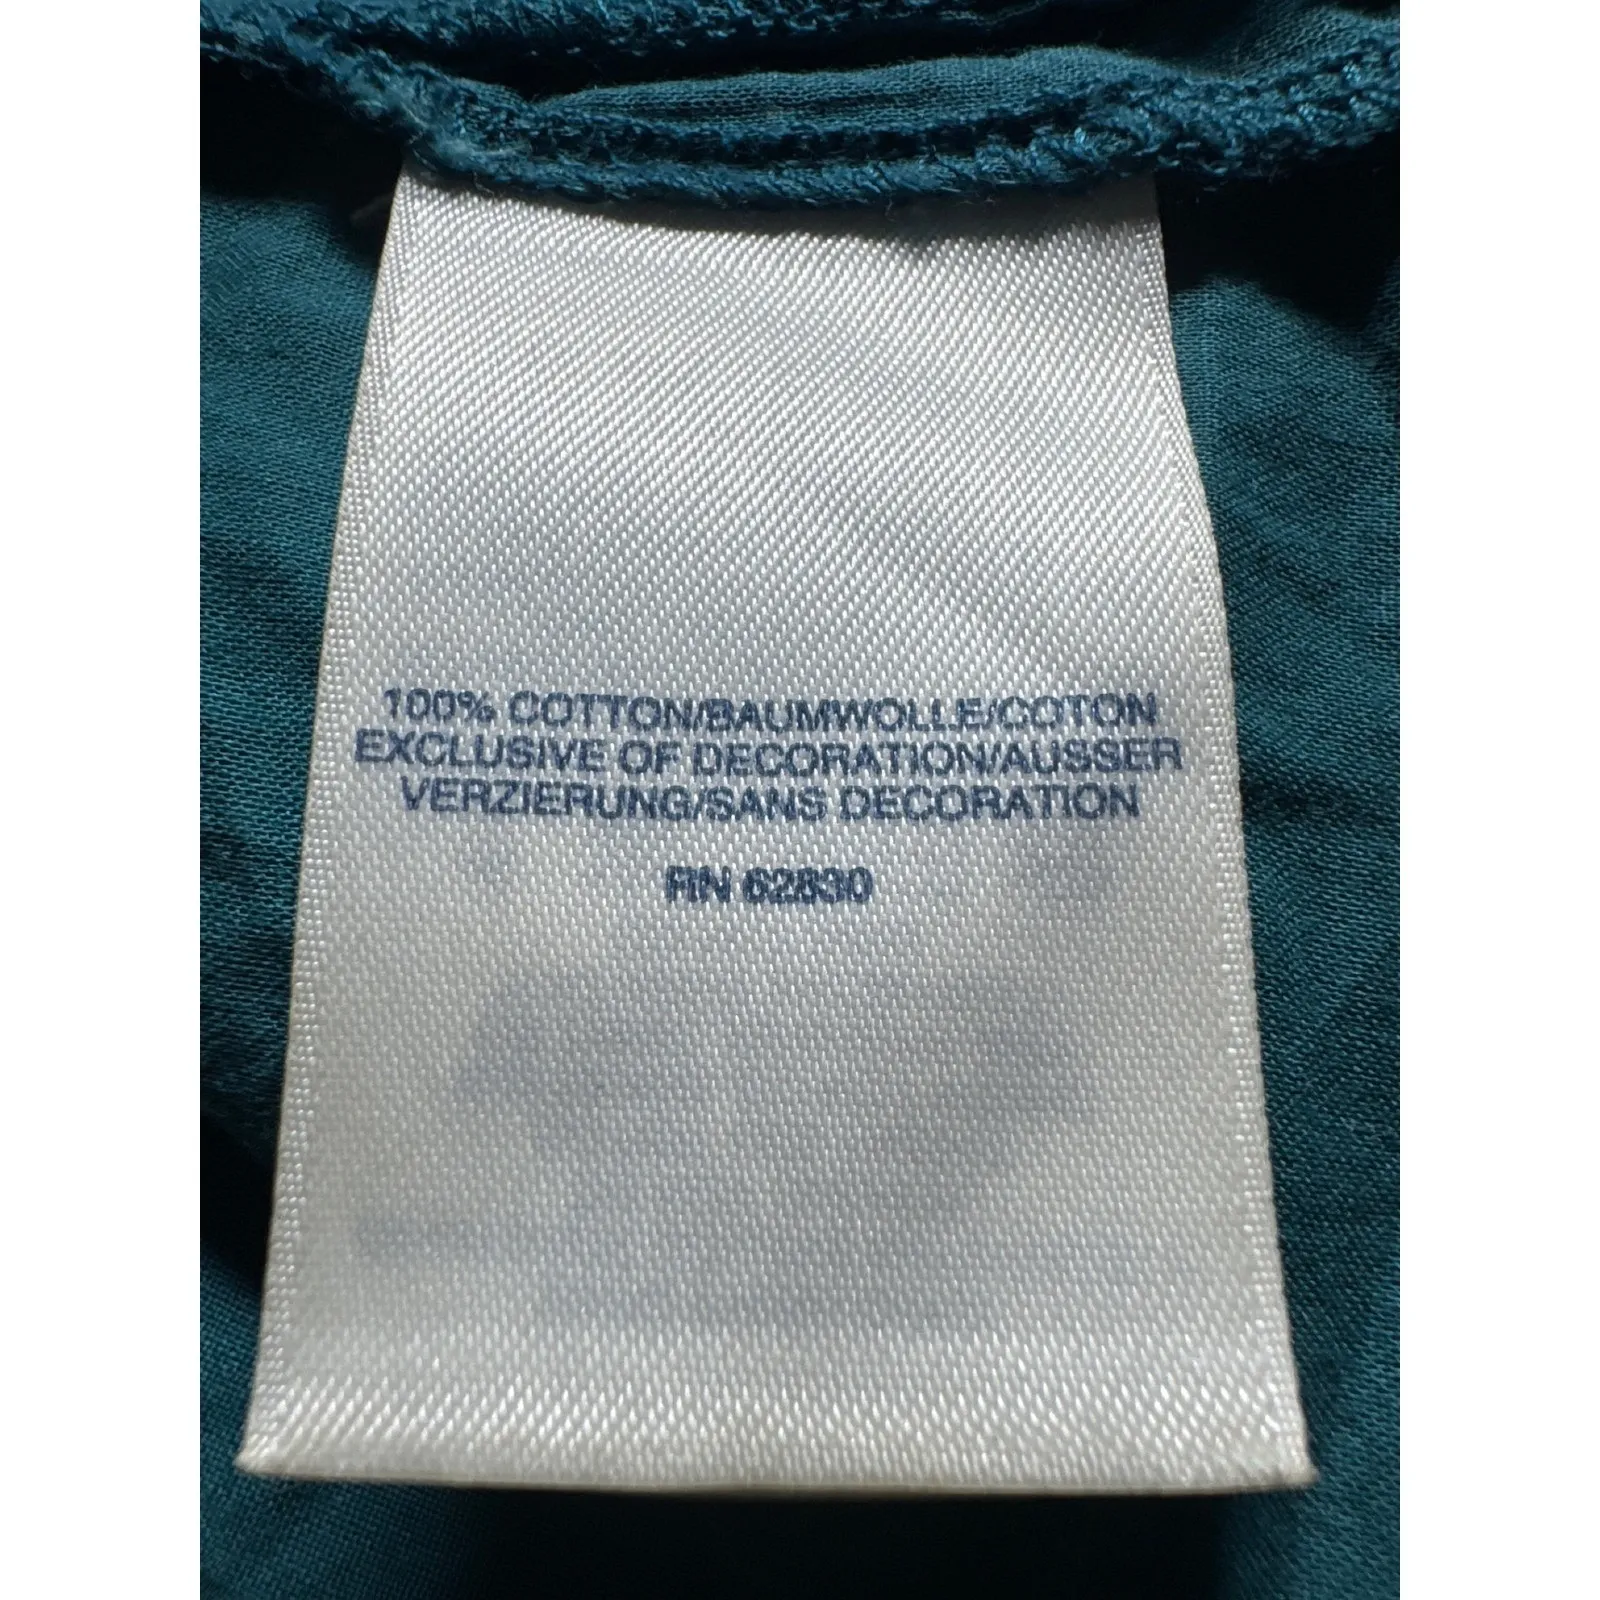 100% COTTON/BAUMWOLLE/COTON
EXCLUSIVE OF DECORATION/AUSSER
VERZIERUNG/SANS DECORATION
RN 62830